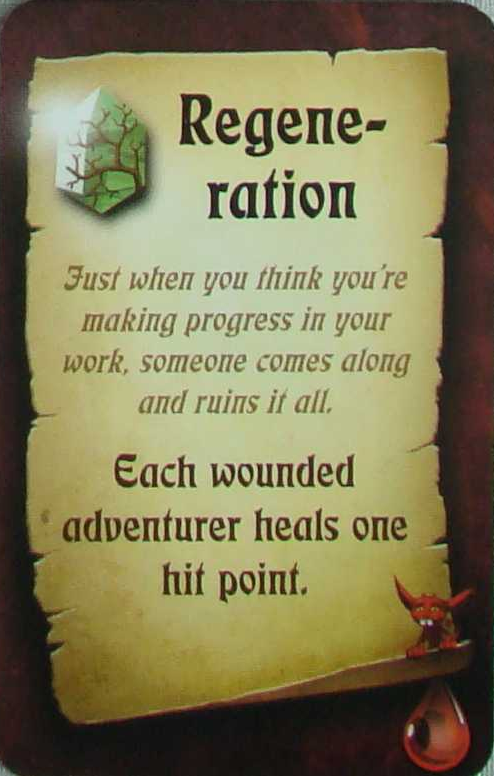 Regene-
ration
Just when you think you're
making progress in your
work, someone comes along
and ruins it all.
Each wounded
adventurer heals one
hit point.